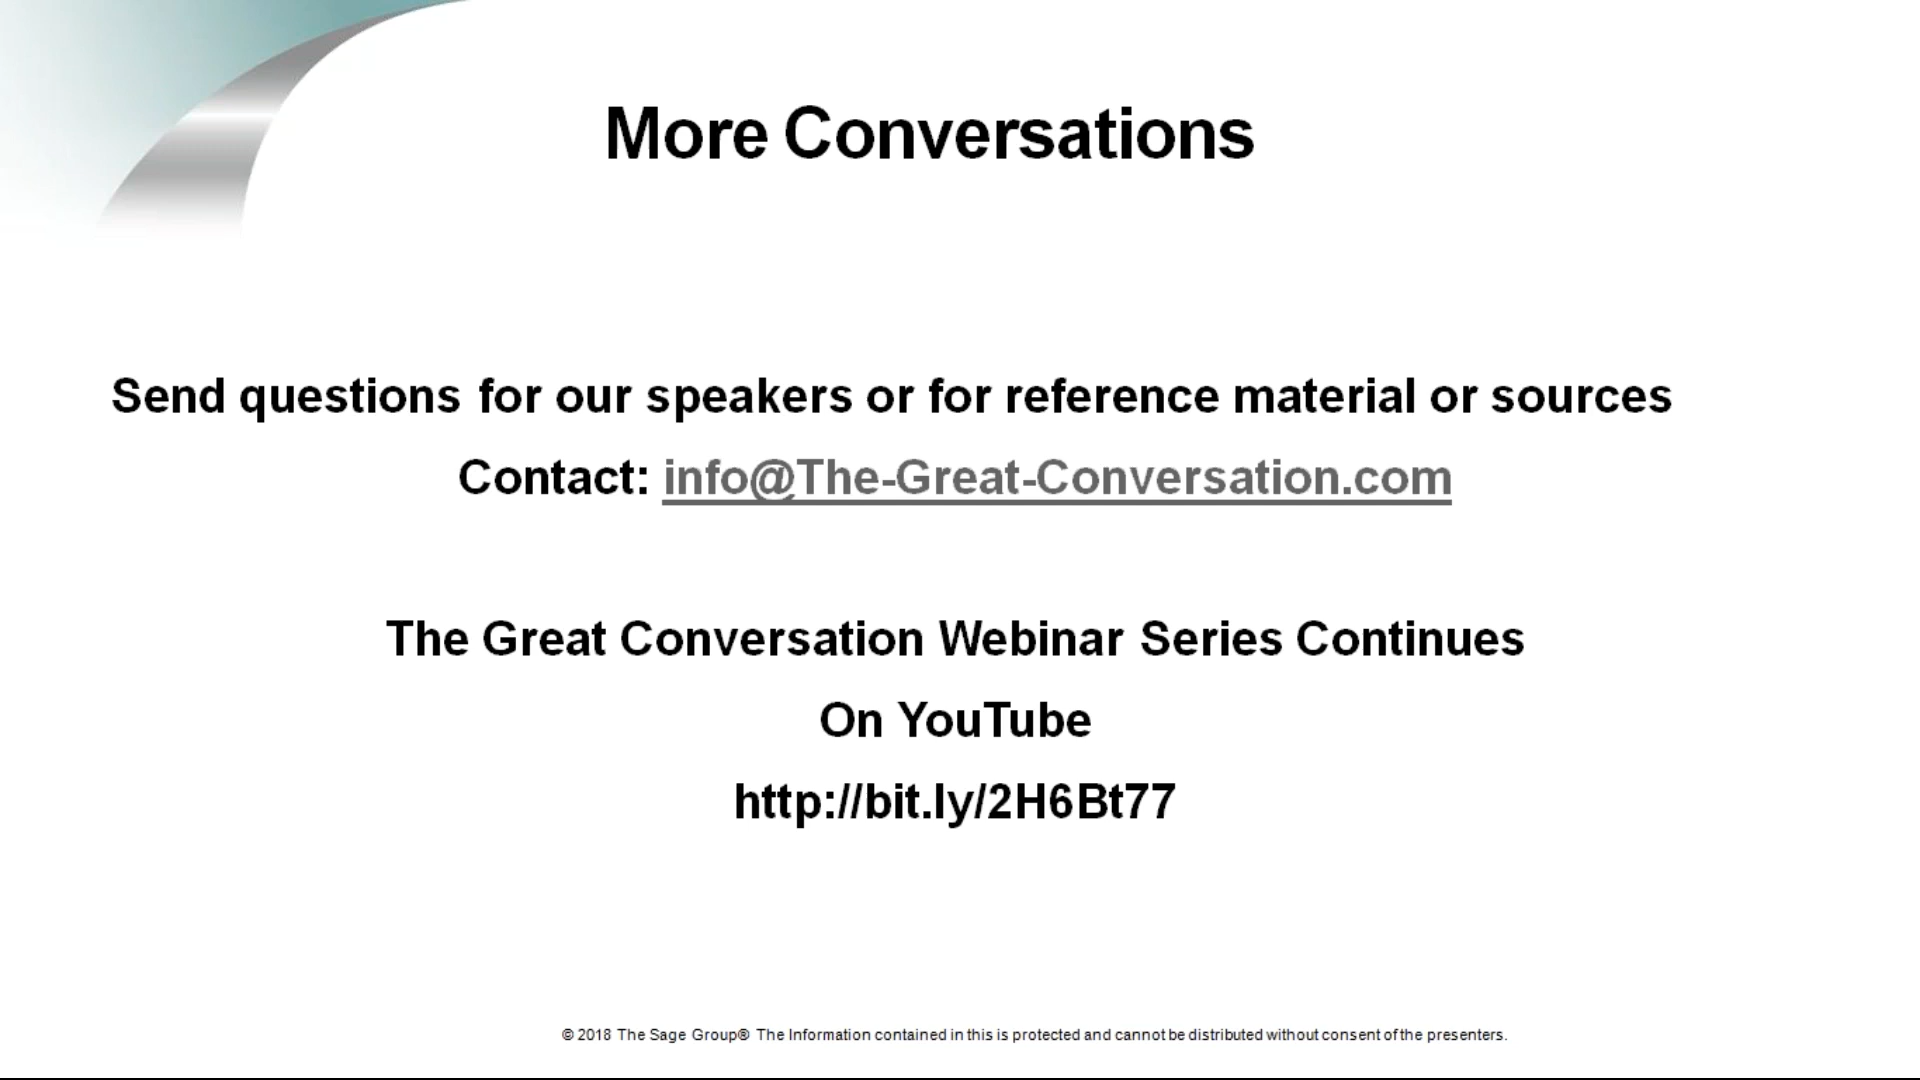 More Conversations
Send questions for our speakers or for reference material or sources
Contact: info@The-Great-Conversation.com
The Great Conversation Webinar Series Continues
On YouTube
http://bit.ly/2H6Bt77
© 2018 The Sage Group® The Information contained in this is protected and cannot be distributed without consent of the presenters.